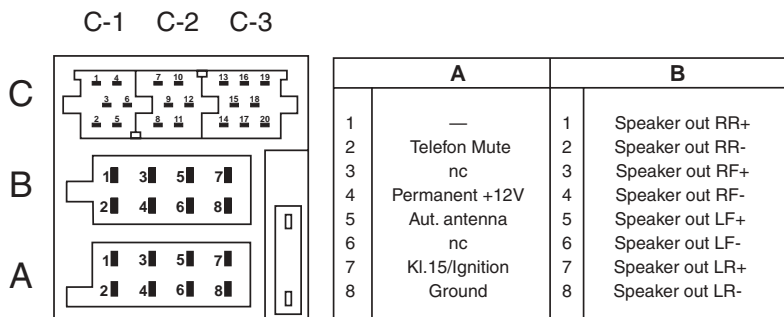 C-1 C-2 C-3
C
1 4 7 10 13 16 19
3 6 9 12 15 18
2 5 8 11 14 17 20
B
1 3 5 7
2 4 6 8
A
1 3 5 7
2 4 6 8
A B
1 — 1 Speaker out RR+
2 Telefon Mute 2 Speaker out RR-
3 nc 3 Speaker out RF+
4 Permanent +12V 4 Speaker out RF-
5 Aut. antenna 5 Speaker out LF+
6 nc 6 Speaker out LF-
7 Kl.15/Ignition 7 Speaker out LR+
8 Ground 8 Speaker out LR-